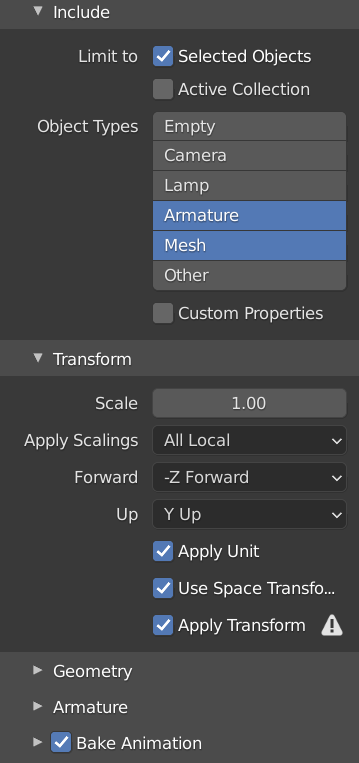 Include
Limit to Selected Objects
Active Collection
Object Types Empty
Camera
Lamp
Armature
Mesh
Other
Custom Properties
Transform
Scale 1.00
Apply Scalings All Local
Forward -Z Forward
Up Y Up
Apply Unit
Use Space Transfo...
Apply Transform
Geometry
Armature
Bake Animation